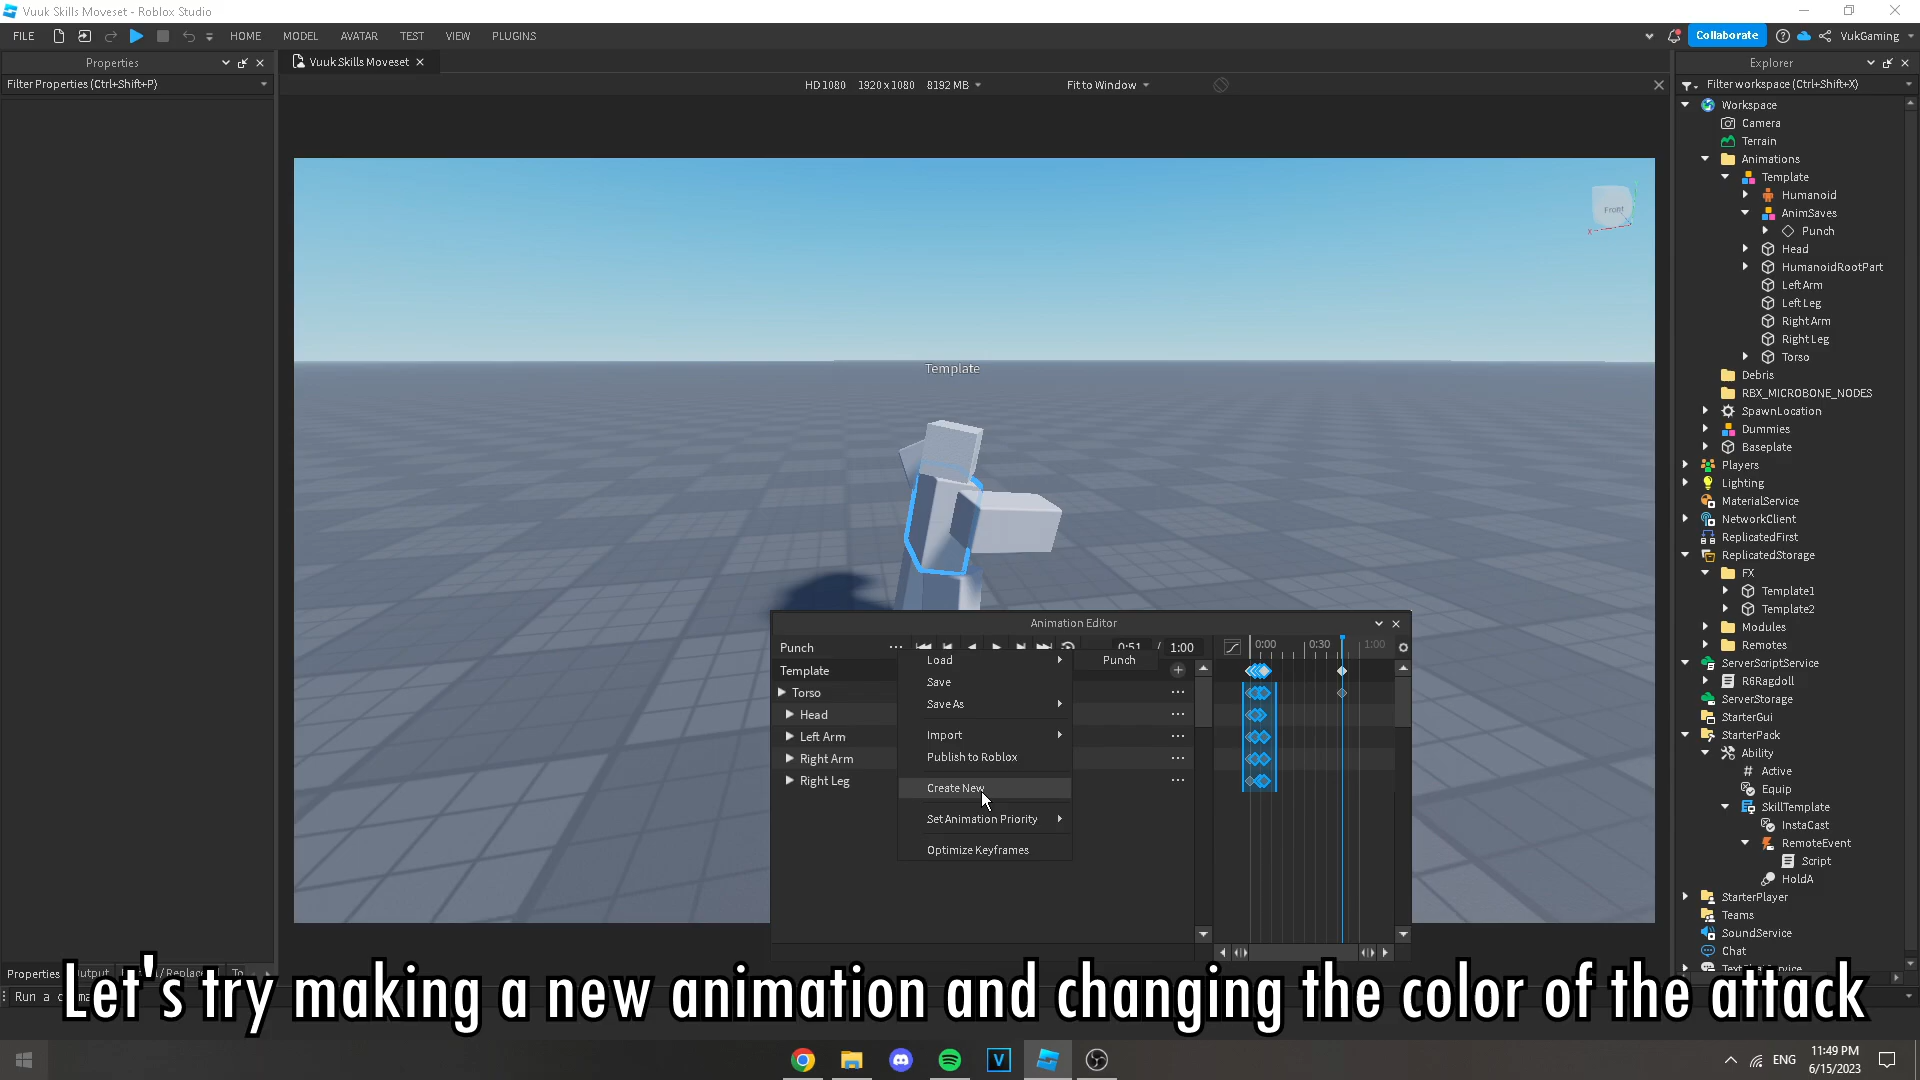 Vuuk Skills Moveset - Roblox Studio
FILE HOME MODEL AVATAR TEST VIEW PLUGINS Collaborate VukGaming
Properties
Filter Properties (Ctrl+Shift+P)
Vuuk Skills Moveset
HD 1080 1920 x 1080 8192 MB Fit to Window
Front
X
Template
Animation Editor
Punch 0:51 / 1:00 0:00 0:30 1:00
Template
Torso
Head
Left Arm
Right Arm
Right Leg
Load Punch
Save
Save As
Import
Publish to Roblox
Create New
Set Animation Priority
Optimize Keyframes
Explorer
Filter workspace (Ctrl+Shift+X)
Workspace
Camera
Terrain
Animations
Template
Humanoid
AnimSaves
Punch
Head
HumanoidRootPart
Left Arm
Left Leg
Right Arm
Right Leg
Torso
Debris
RBX_MICROBONE_NODES
SpawnLocation
Dummies
Baseplate
Players
Lighting
MaterialService
NetworkClient
ReplicatedFirst
ReplicatedStorage
FX
Template1
Template2
Modules
Remotes
ServerScriptService
R6Ragdoll
ServerStorage
StarterGui
StarterPack
Ability
Active
Equip
SkillTemplate
InstaCast
RemoteEvent
Script
HoldA
StarterPlayer
Teams
SoundService
Chat
Properties
Run a
Let's try making a new animation and changing the color of the attack
ENG
11:49 PM
6/15/2023